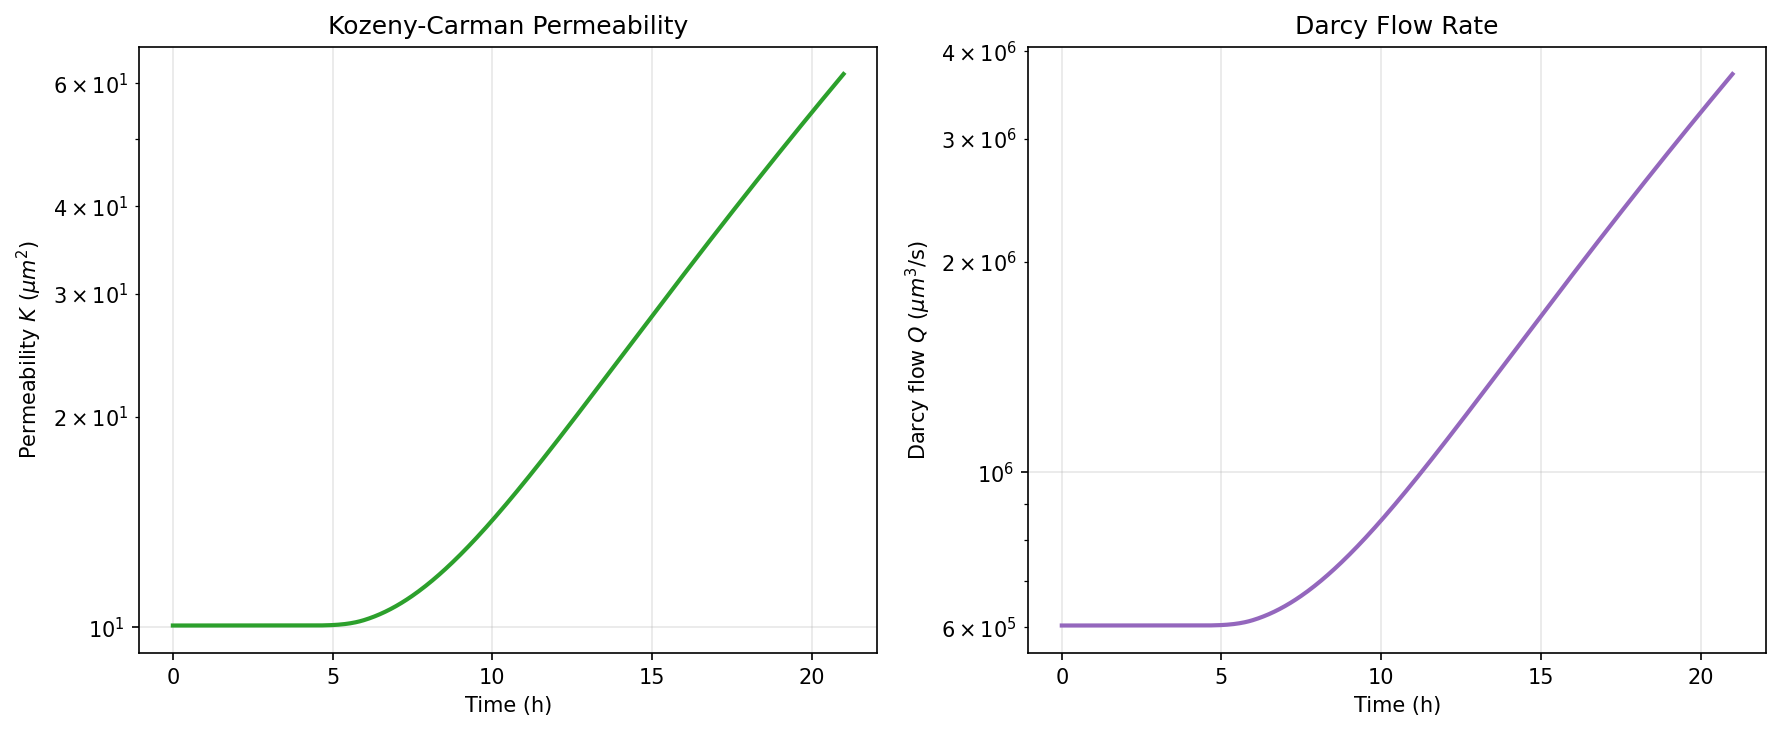 Kozeny-Carman Permeability
Permeability K (μm²)
6 × 10¹
4 × 10¹
3 × 10¹
2 × 10¹
10¹
0 5 10 15 20
Time (h)
Darcy Flow Rate
Darcy flow Q (μm³/s)
4 × 10⁶
3 × 10⁶
2 × 10⁶
10⁶
6 × 10⁵
0 5 10 15 20
Time (h)